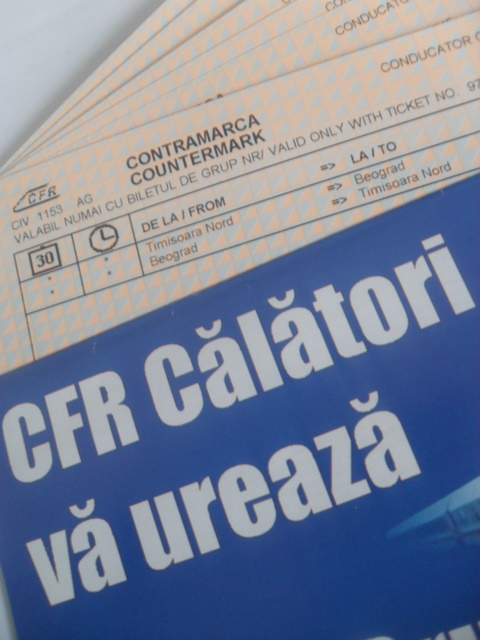 CONDUCATO
CONDUCATOR
CONDUCATOR G
CONTRAMARCA
COUNTERMARK
CFR
CIV 1153 AG
VALABIL NUMAI CU BILETUL DE GRUP NR/ VALID ONLY WITH TICKET NO. 97
30 DE LA / FROM => LA / TO
: : Timisoara Nord => Beograd
Beograd => Timisoara Nord
CFR Călători
vă urează